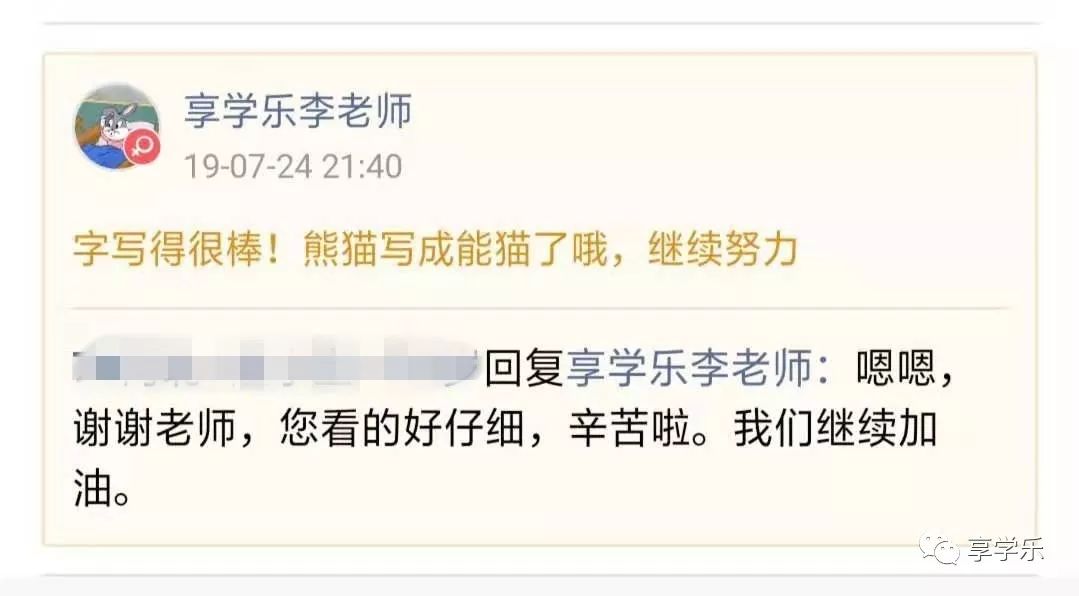 享学乐李老师
19-07-24 21:40
字写得很棒！熊猫写成能猫了哦，继续努力
回复享学乐李老师：嗯嗯，
谢谢老师，您看的好仔细，辛苦啦。我们继续加
油。
享学乐